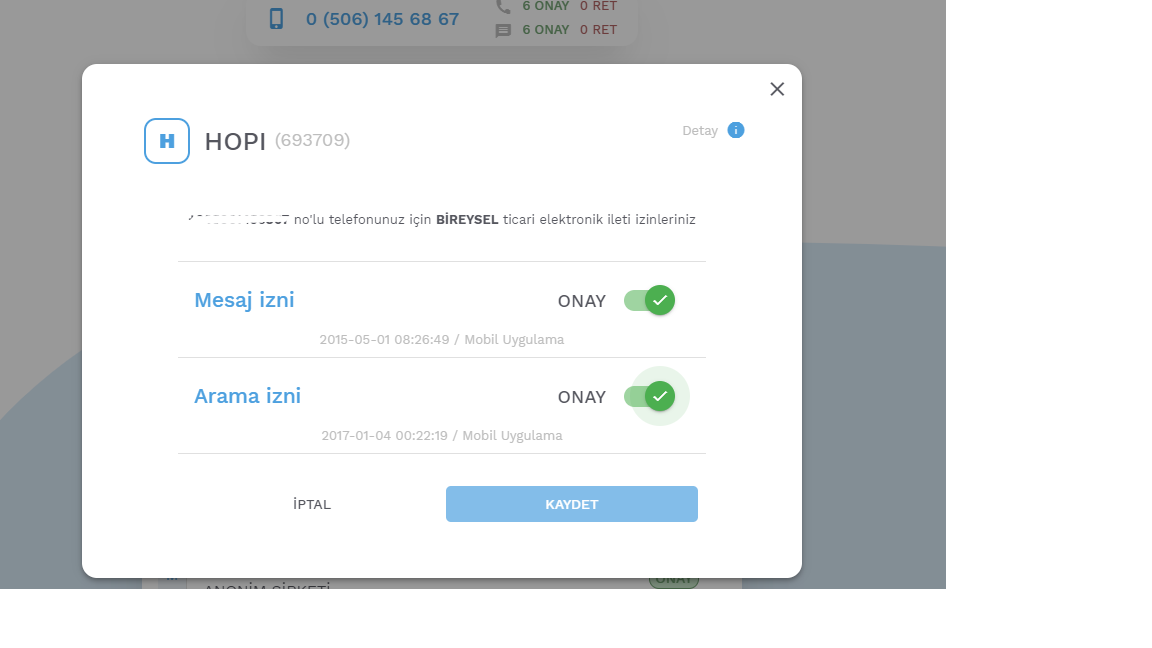 0 (506) 145 68 67
6 ONAY 0 RET
6 ONAY 0 RET
H
HOPI (693709)
Detay
no'lu telefonunuz için BİREYSEL ticari elektronik ileti izinleriniz
Mesaj izni
ONAY
2015-05-01 08:26:49 / Mobil Uygulama
Arama izni
ONAY
2017-01-04 00:22:19 / Mobil Uygulama
İPTAL
KAYDET
ANONİM ŞİRKETİ
ONAY